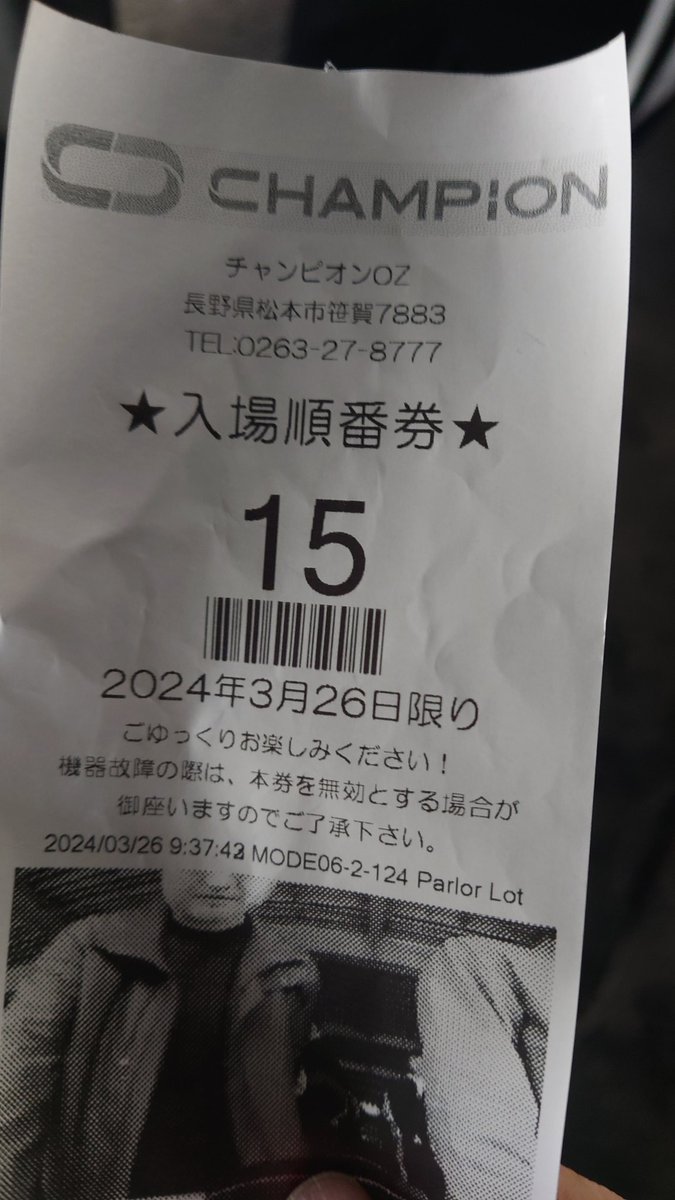 CHAMPION
チャンピオンOZ
長野県松本市笹賀7883
TEL:0263-27-8777
★入場順番券★
15
2024年3月26日限り
ごゆっくりお楽しみください!
機器故障の際は、本券を無効とする場合が
御座いますのでご了承下さい。
2024/03/26 9:37:42 MODE06-2-124 Parlor Lot